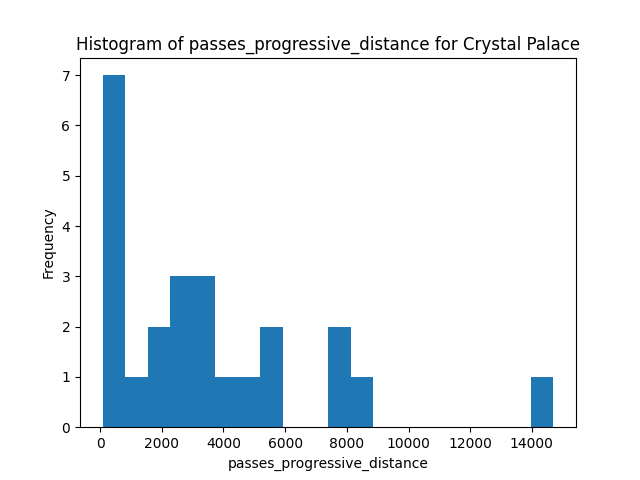 Histogram of passes_progressive_distance for Crystal Palace
7
6
5
4
3
2
1
0
Frequency
0 2000 4000 6000 8000 10000 12000 14000
passes_progressive_distance